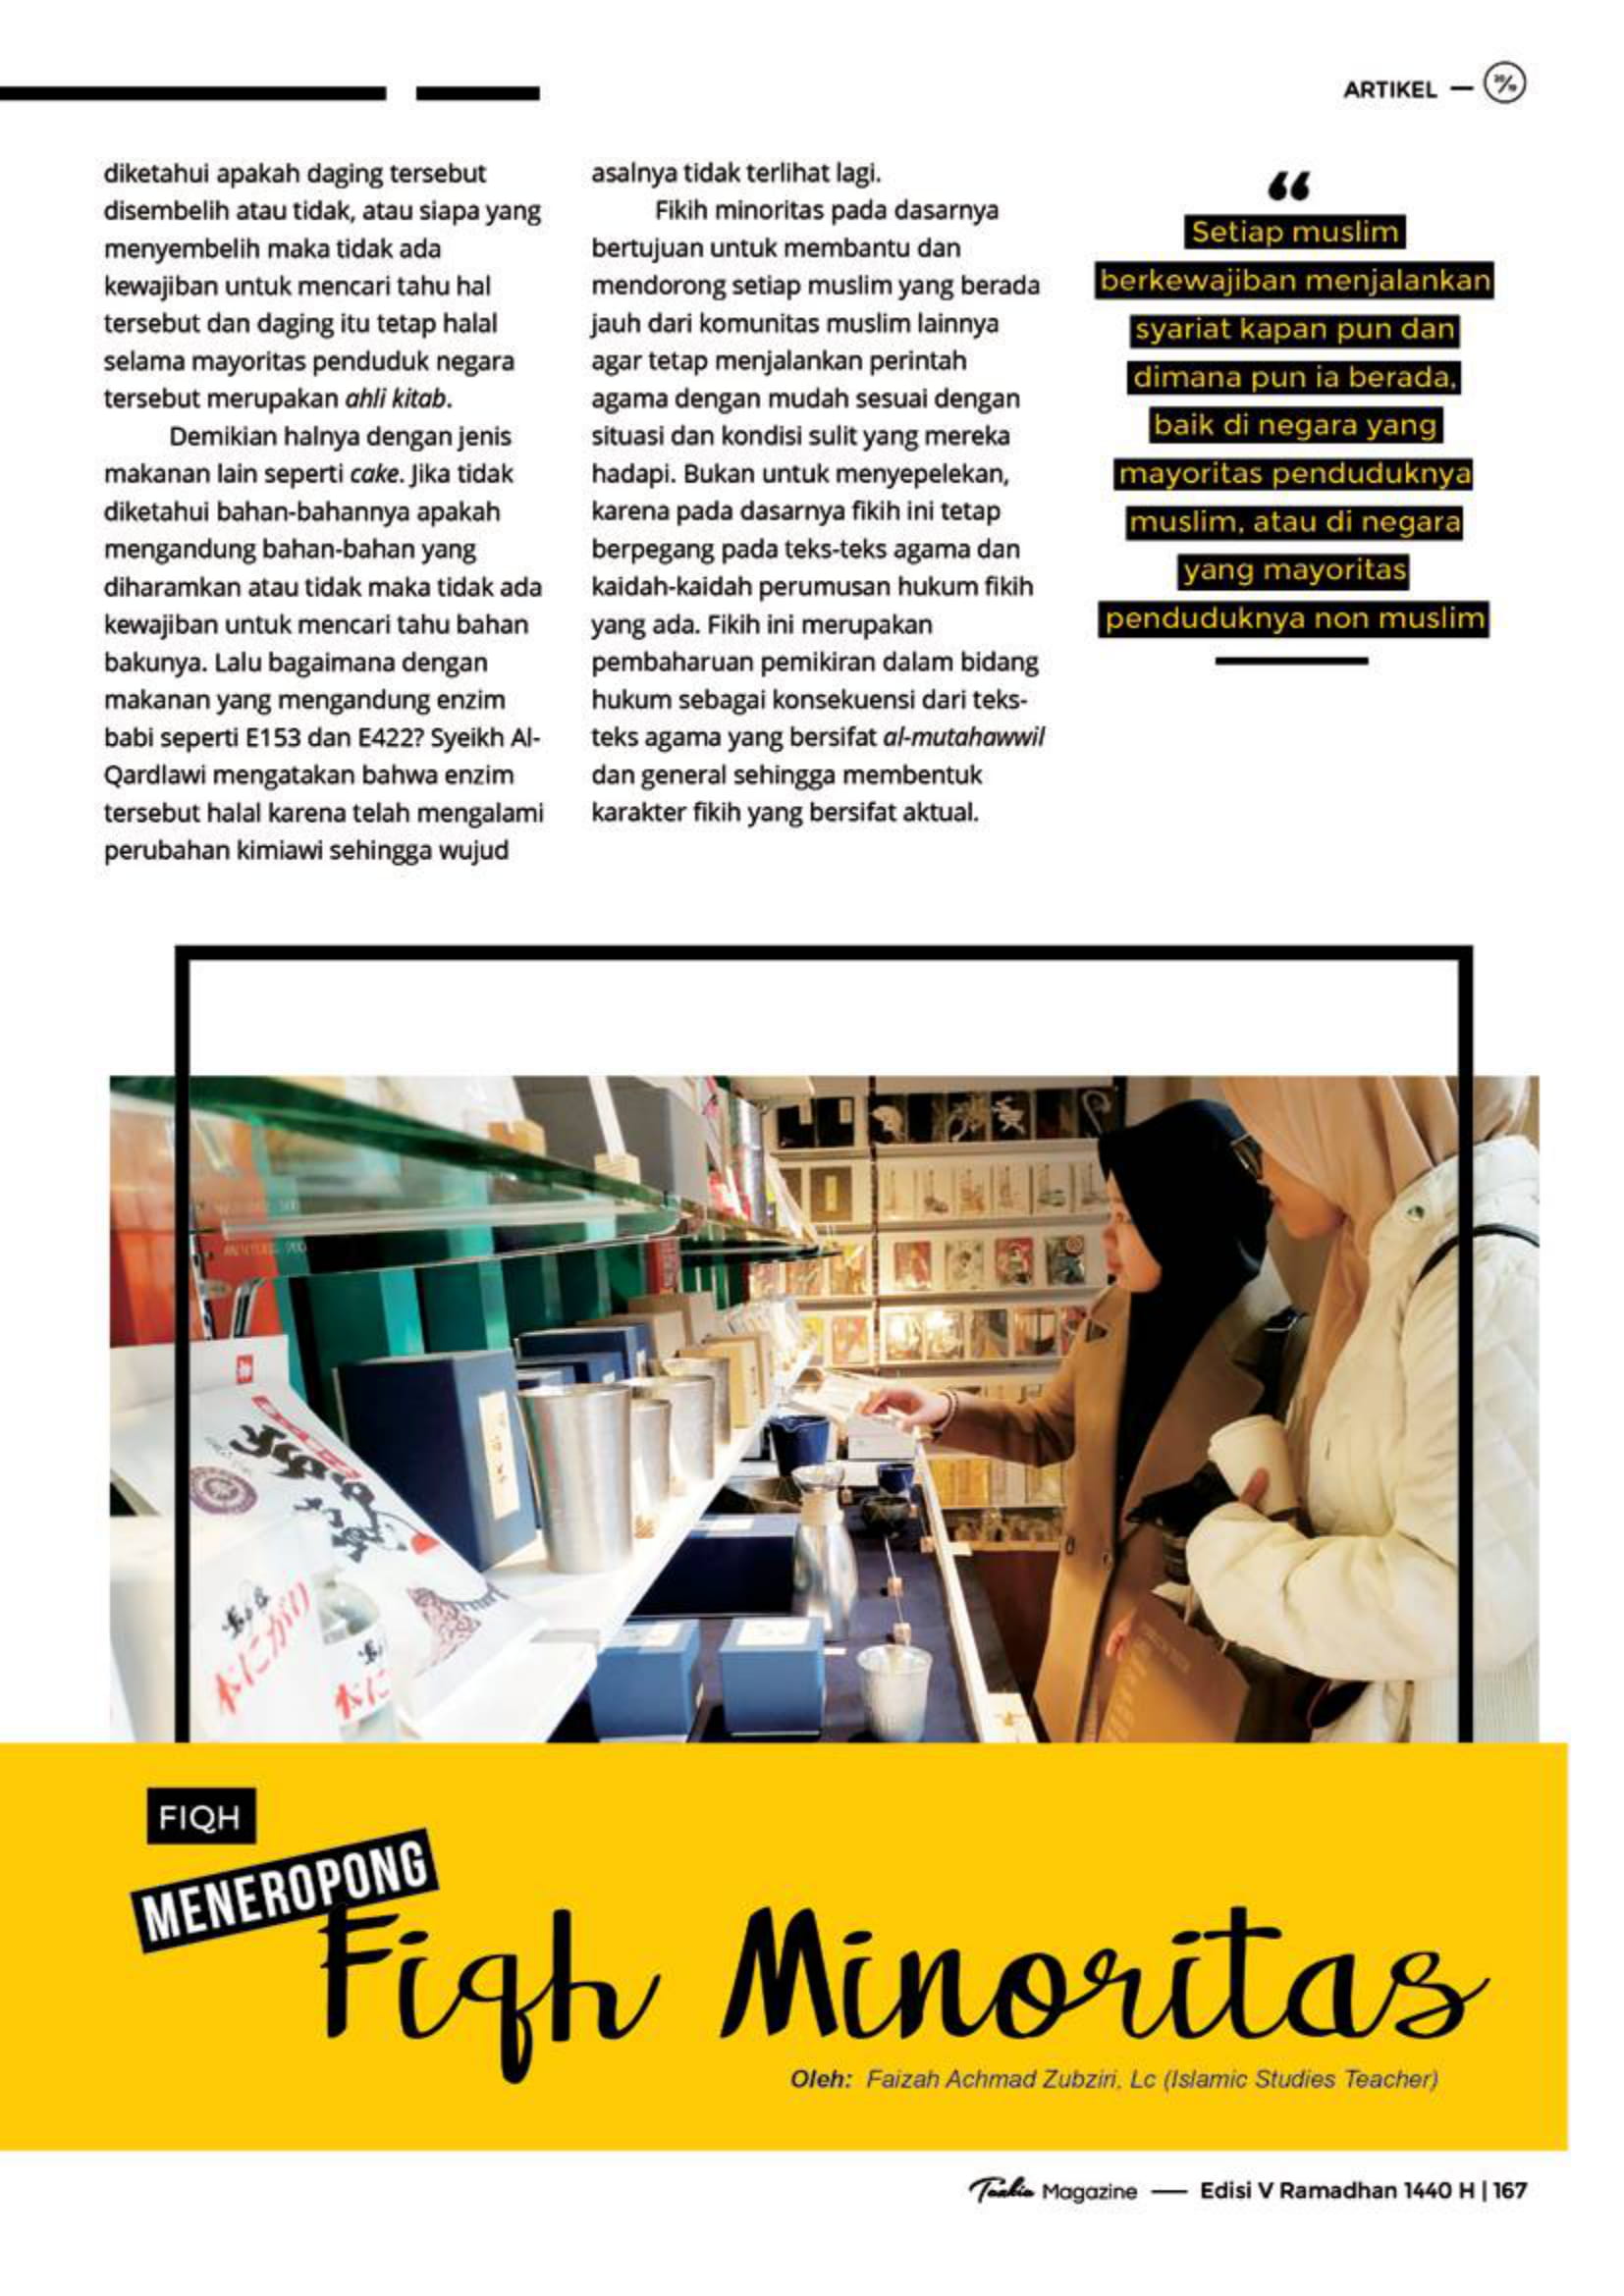 ARTIKEL —
diketahui apakah daging tersebut
disembelih atau tidak, atau siapa yang
menyembelih maka tidak ada
kewajiban untuk mencari tahu hal
tersebut dan daging itu tetap halal
selama mayoritas penduduk negara
tersebut merupakan ahli kitab.
Demikian halnya dengan jenis
makanan lain seperti cake. Jika tidak
diketahui bahan-bahannya apakah
mengandung bahan-bahan yang
diharamkan atau tidak maka tidak ada
kewajiban untuk mencari tahu bahan
bakunya. Lalu bagaimana dengan
makanan yang mengandung enzim
babi seperti E153 dan E422? Syeikh Al-
Qardlawi mengatakan bahwa enzim
tersebut halal karena telah mengalami
perubahan kimiawi sehingga wujud
asalnya tidak terlihat lagi.
Fikih minoritas pada dasarnya
bertujuan untuk membantu dan
mendorong setiap muslim yang berada
jauh dari komunitas muslim lainnya
agar tetap menjalankan perintah
agama dengan mudah sesuai dengan
situasi dan kondisi sulit yang mereka
hadapi. Bukan untuk menyepelekan,
karena pada dasarnya fikih ini tetap
berpegang pada teks-teks agama dan
kaidah-kaidah perumusan hukum fikih
yang ada. Fikih ini merupakan
pembaharuan pemikiran dalam bidang
hukum sebagai konsekuensi dari teks-
teks agama yang bersifat al-mutahawwil
dan general sehingga membentuk
karakter fikih yang bersifat aktual.
“
Setiap muslim
berkewajiban menjalankan
syariat kapan pun dan
dimana pun ia berada,
baik di negara yang
mayoritas penduduknya
muslim, atau di negara
yang mayoritas
penduduknya non muslim
FIQH
MENEROPONG
Fiqh Minoritas
Oleh: Faizah Achmad Zubziri, Lc (Islamic Studies Teacher)
Magazine — Edisi V Ramadhan 1440 H | 167